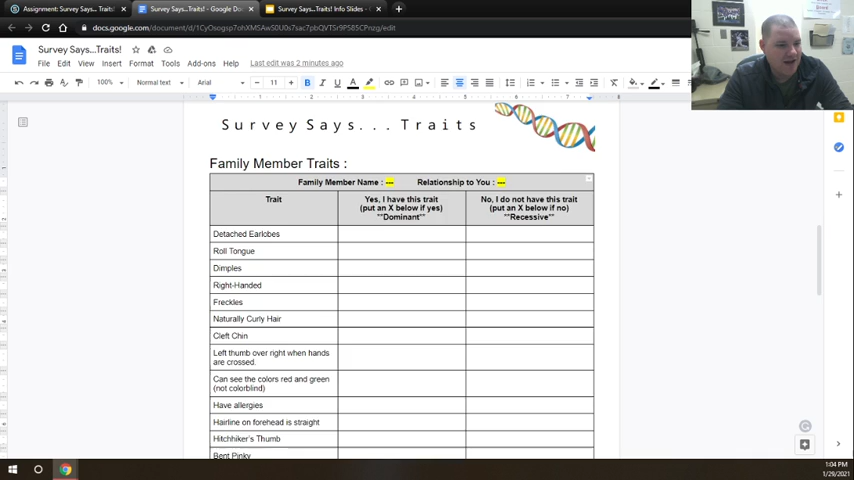 Assignment: Survey Says... Traits
Survey Says...Traits! - Google Do
Survey Says...Traits! Info Slides -
docs.google.com/document/d/1CyOsogsp7ohXMSAwS0U0s7sac7pbQVTSr9PS85CPnzg/edit
Survey Says...Traits!
File Edit View Insert Format Tools Add-ons Help Last edit was 2 minutes ago
100% Normal text Arial 11
Survey Says... Traits
Family Member Traits :
Family Member Name : --- Relationship to You : ---
Trait
Yes, I have this trait
(put an X below if yes)
**Dominant**
No, I do not have this trait
(put an X below if no)
**Recessive**
Detached Earlobes
Roll Tongue
Dimples
Right-Handed
Freckles
Naturally Curly Hair
Cleft Chin
Left thumb over right when hands
are crossed.
Can see the colors red and green
(not colorblind)
Have allergies
Hairline on forehead is straight
Hitchhiker's Thumb
Bent Pinky
1:04 PM
1/29/2021